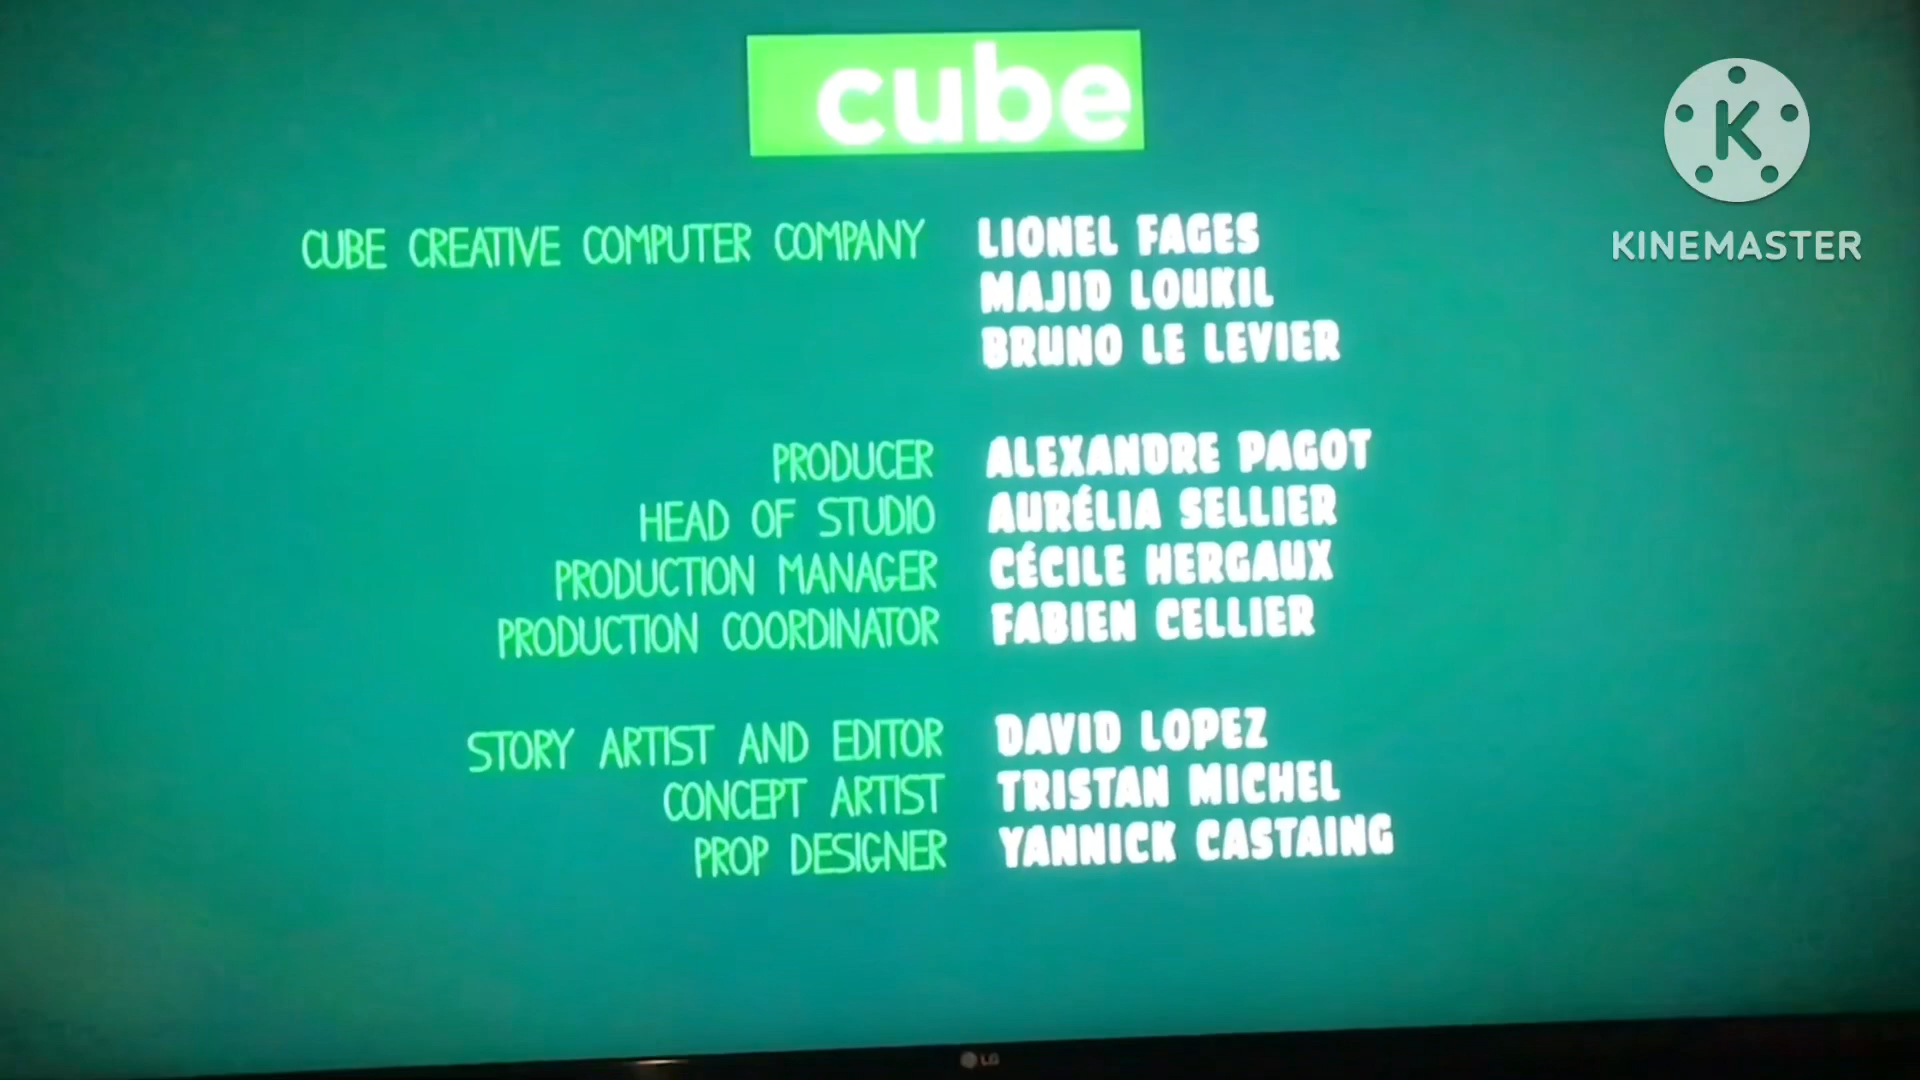 cube
CUBE CREATIVE COMPUTER COMPANY LIONEL FAGES
MAJID LOUKIL
BRUNO LE LEVIER
PRODUCER ALEXANDRE PAGOT
HEAD OF STUDIO AURÉLIA SELLIER
PRODUCTION MANAGER CÉCILE HERGAUX
PRODUCTION COORDINATOR FABIEN CELLIER
STORY ARTIST AND EDITOR DAVID LOPEZ
CONCEPT ARTIST TRISTAN MICHEL
PROP DESIGNER YANNICK CASTAING
K
KINEMASTER
LG